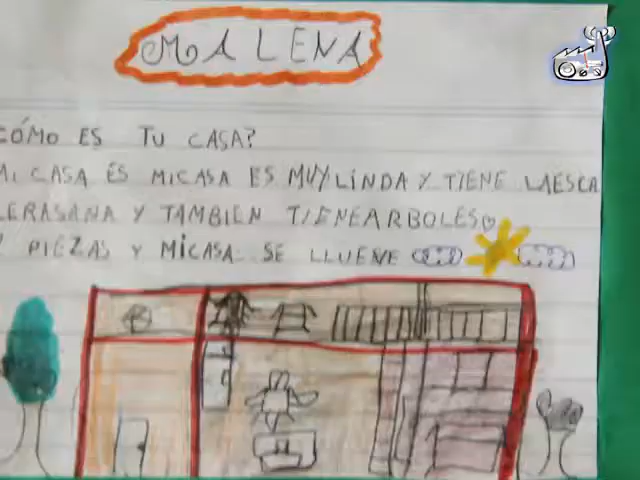 MALENA
CÓMO ES TU CASA?
MI CASA ES MICASA ES MUY LINDA Y TIENE LAESCA
LERASANA Y TAMBIEN TIENEARBOLES
PIEZAS Y MICASA SE LLUEVE